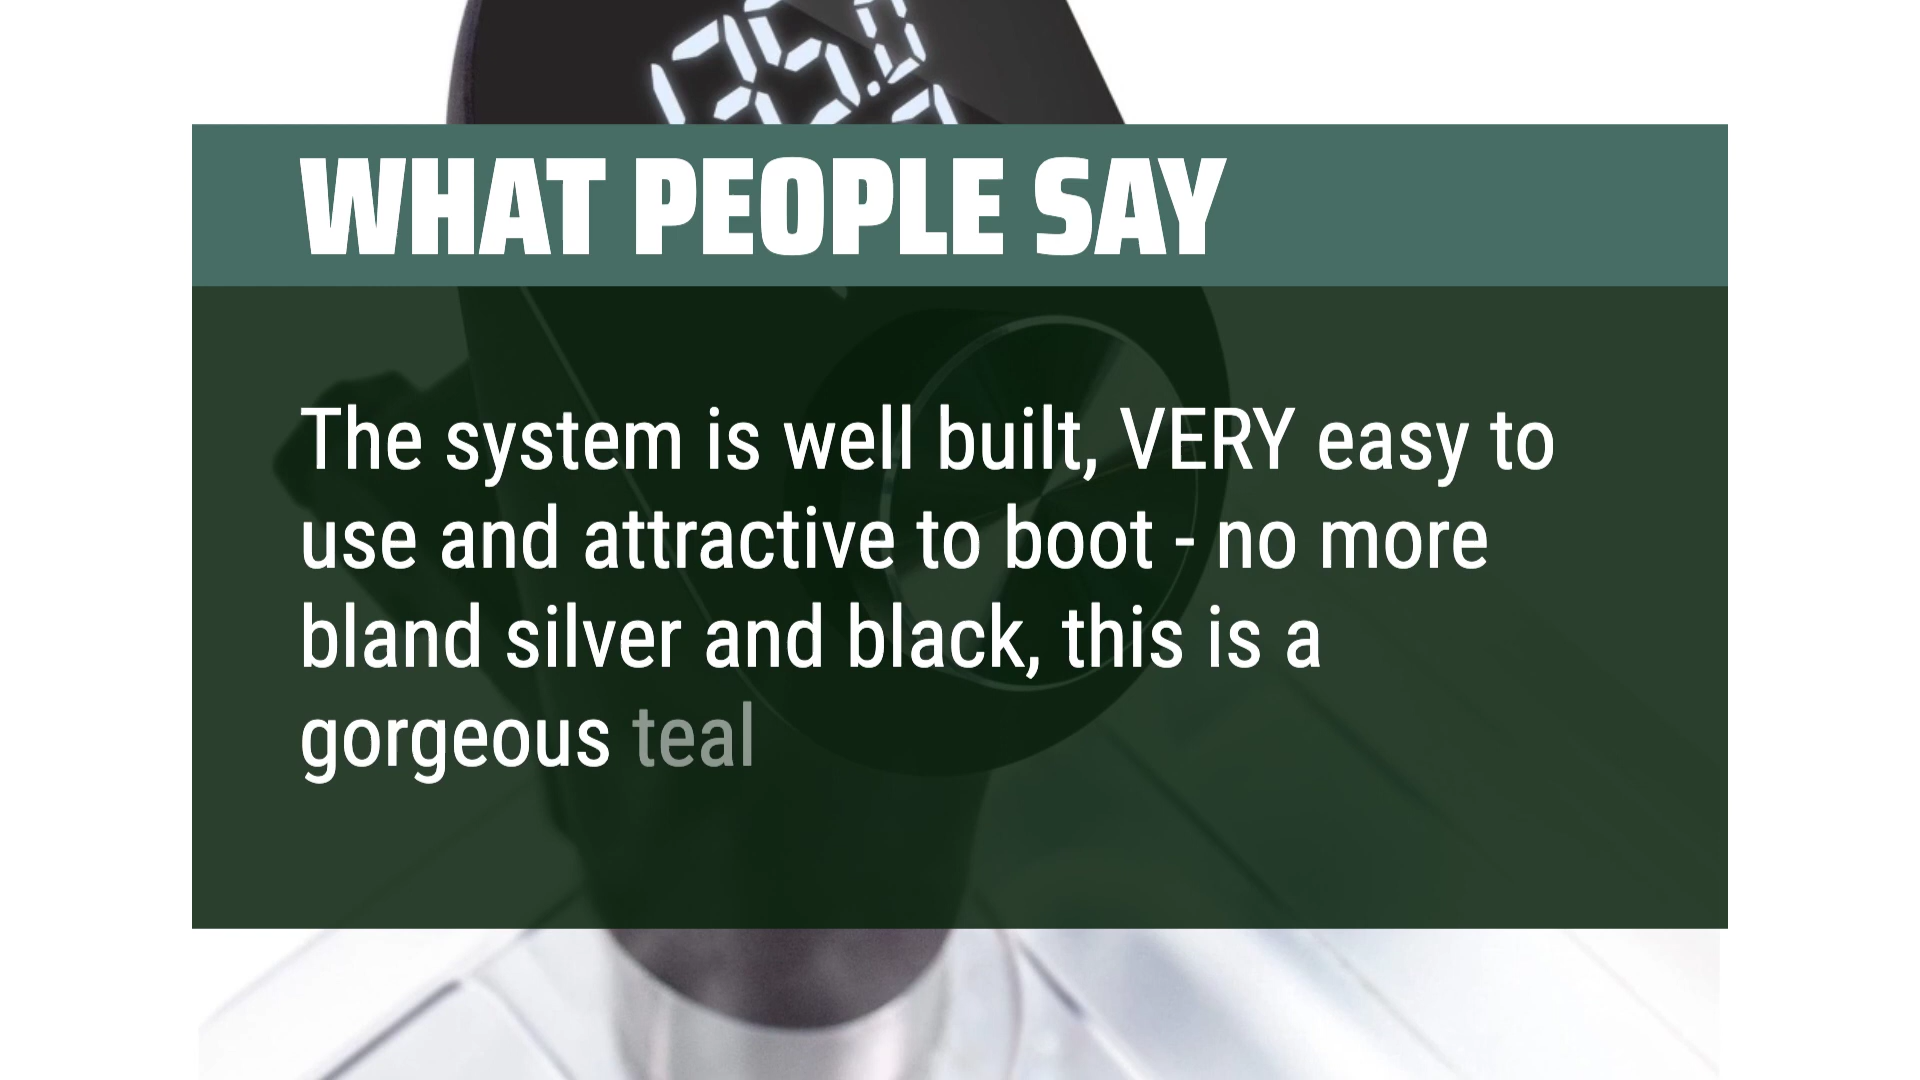 WHAT PEOPLE SAY
The system is well built, VERY easy to
use and attractive to boot - no more
bland silver and black, this is a
gorgeous teal